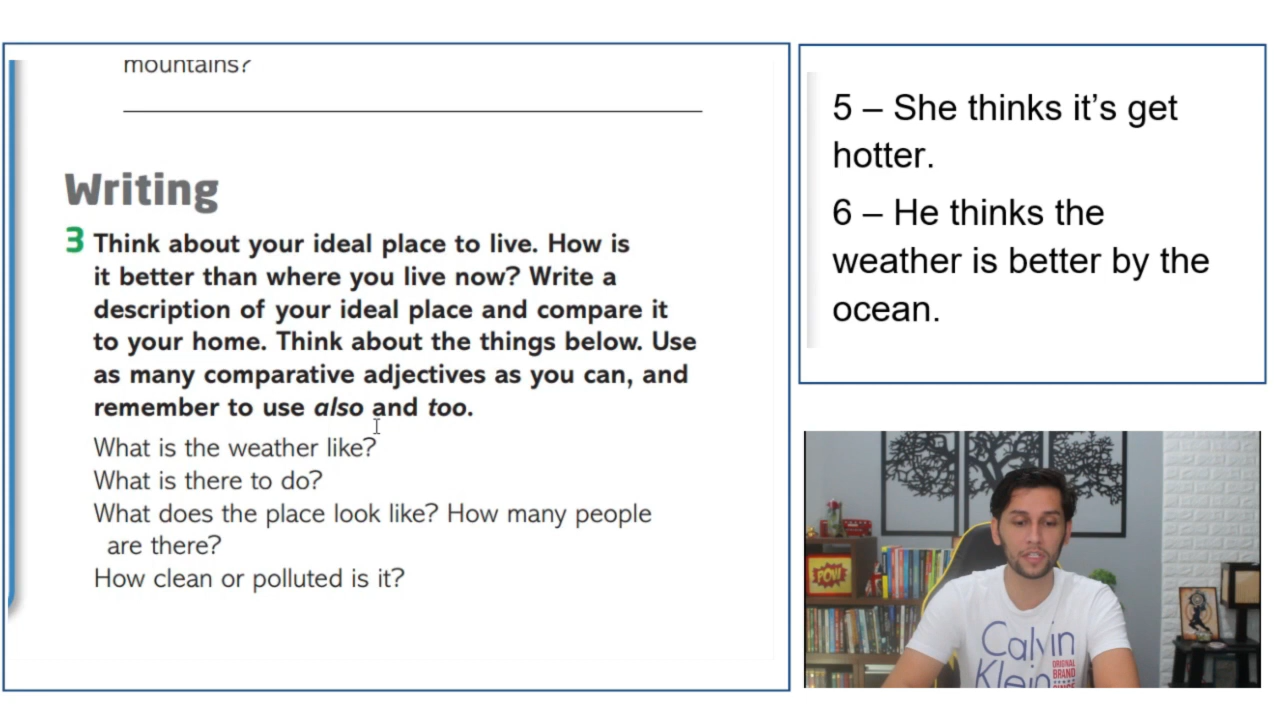 mountains?
Writing
3 Think about your ideal place to live. How is
it better than where you live now? Write a
description of your ideal place and compare it
to your home. Think about the things below. Use
as many comparative adjectives as you can, and
remember to use also and too.
What is the weather like?
What is there to do?
What does the place look like? How many people
are there?
How clean or polluted is it?
5 – She thinks it’s get
hotter.
6 – He thinks the
weather is better by the
ocean.
POW
Calvin
Klein
ORIGINAL
BRAND